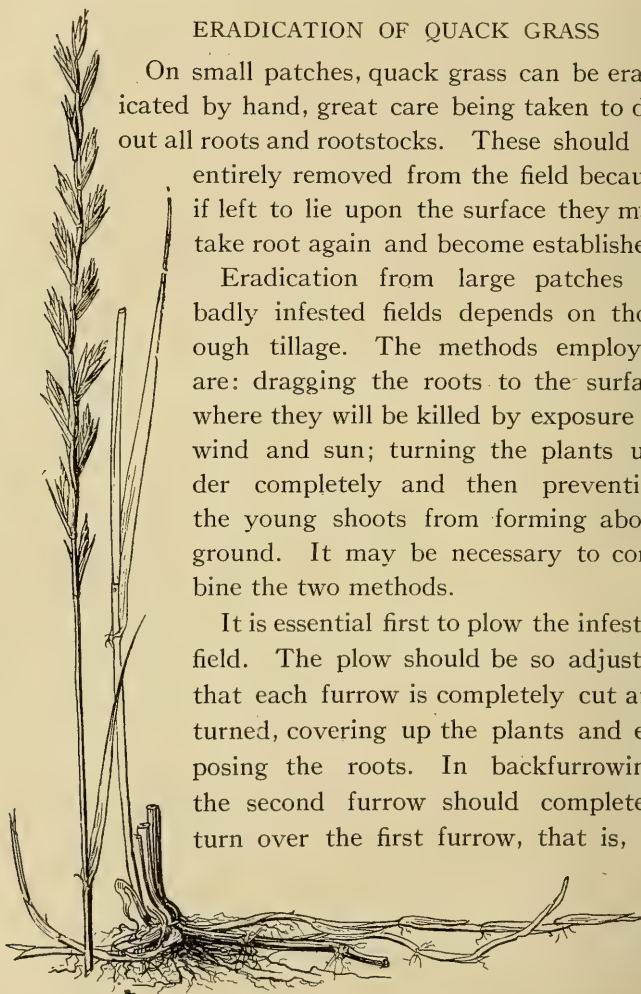 ERADICATION OF QUACK GRASS
On small patches, quack grass can be era
icated by hand, great care being taken to d
out all roots and rootstocks. These should
entirely removed from the field becau
if left to lie upon the surface they m
take root again and become establishe
Eradication from large patches
badly infested fields depends on tho
ough tillage. The methods employ
are: dragging the roots to the surfa
where they will be killed by exposure
wind and sun; turning the plants u
der completely and then preventi
the young shoots from forming abo
ground. It may be necessary to co
bine the two methods.
It is essential first to plow the infest
field. The plow should be so adjust
that each furrow is completely cut a
turned, covering up the plants and e
posing the roots. In backfurrowin
the second furrow should complete
turn over the first furrow, that is,